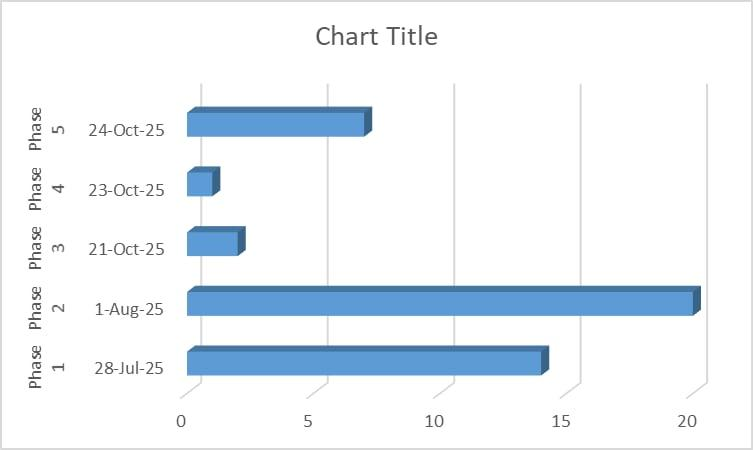 Chart Title
Phase 5 24-Oct-25
Phase 4 23-Oct-25
Phase 3 21-Oct-25
Phase 2 1-Aug-25
Phase 1 28-Jul-25
0 5 10 15 20